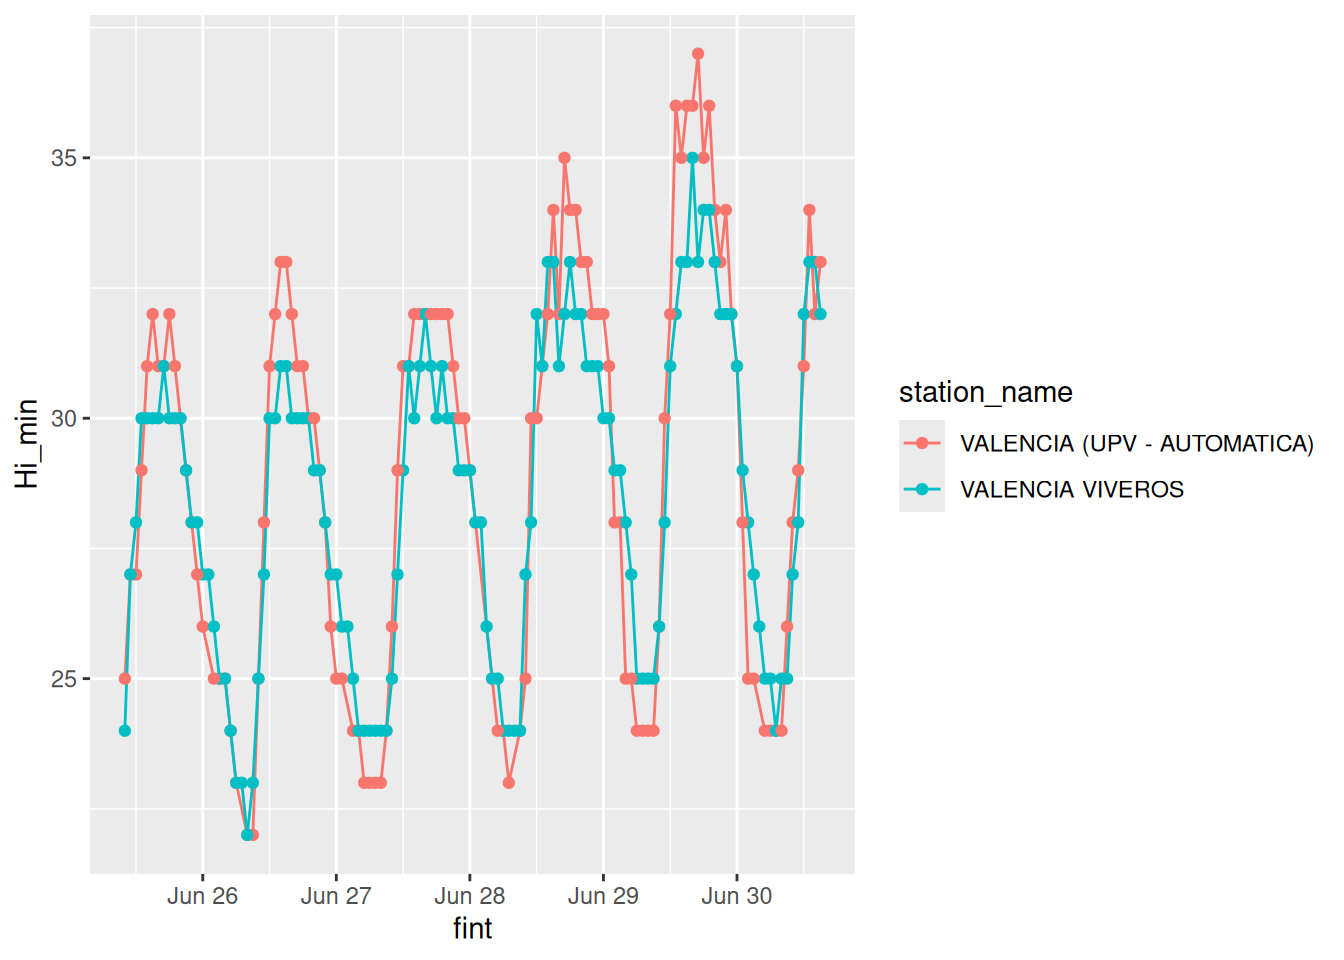 35
30
25
Hi_min
Jun 26
Jun 27
Jun 28
Jun 29
Jun 30
fint
station_name
VALENCIA (UPV - AUTOMATICA)
VALENCIA VIVEROS